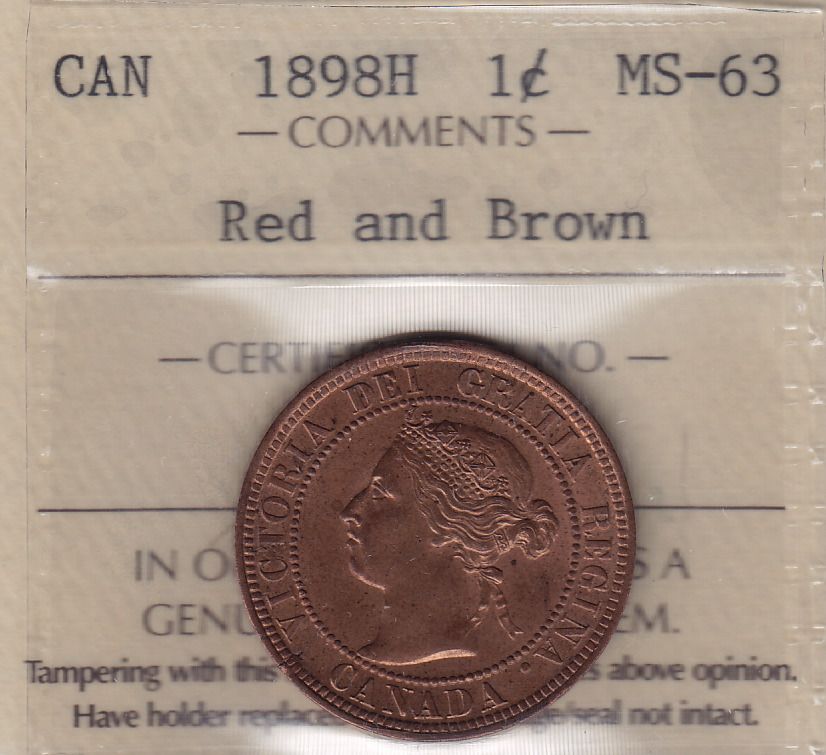 CAN 1898H 1¢ MS-63
— COMMENTS —
Red and Brown
— CERTIF NO. —
VICTORIA DEI GRATIA REGINA.
CANADA
IN O S A
GENU EM.
Tampering with this above opinion.
Have holder replace seal not intact.